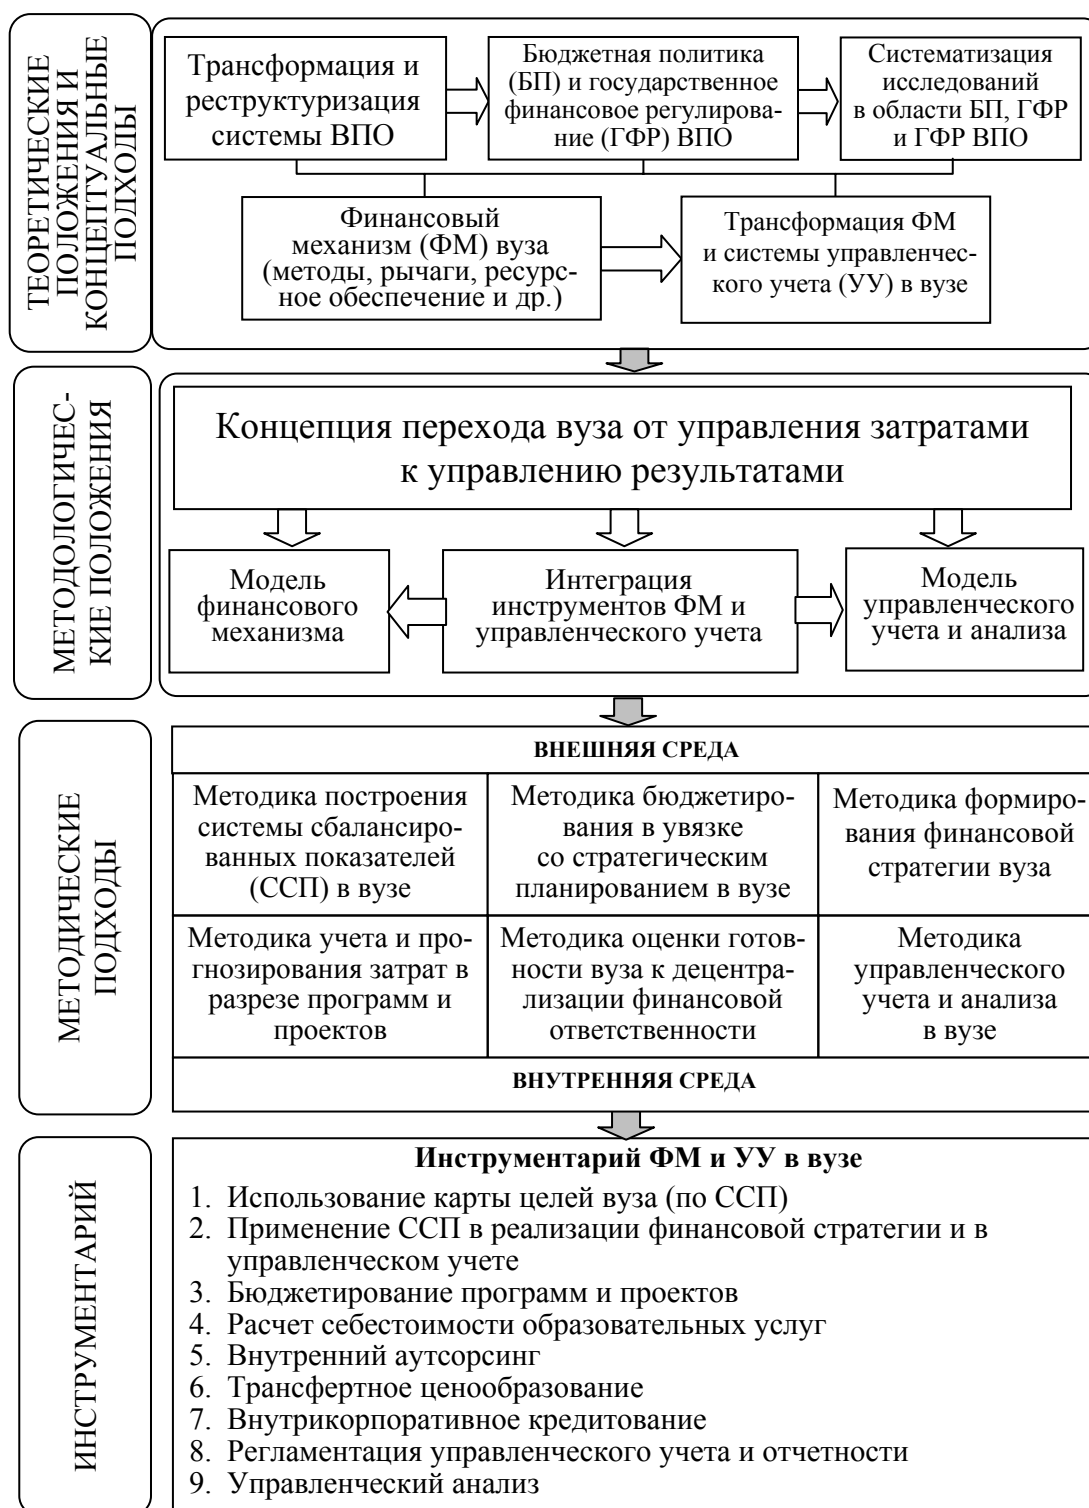 ТЕОРЕТИЧЕСКИЕ
ПОЛОЖЕНИЯ И
КОНЦЕПТУАЛЬНЫЕ
ПОДХОДЫ
Трансформация и
реструктуризация
системы ВПО
Бюджетная политика
(БП) и государственное
финансовое регулирова-
ние (ГФР) ВПО
Систематизация
исследований
в области БП, ГФР
и ГФР ВПО
Финансовый
механизм (ФМ) вуза
(методы, рычаги, ресурс-
ное обеспечение и др.)
Трансформация ФМ
и системы управленчес-
кого учета (УУ) в вузе
МЕТОДОЛОГИЧЕС-
КИЕ ПОЛОЖЕНИЯ
Концепция перехода вуза от управления затратами
к управлению результатами
Модель
финансового
механизма
Интеграция
инструментов ФМ и
управленческого учета
Модель
управленческого
учета и анализа
МЕТОДИЧЕСКИЕ
ПОДХОДЫ
ВНЕШНЯЯ СРЕДА
Методика построения
системы сбалансиро-
ванных показателей
(ССП) в вузе
Методика бюджетиро-
вания в увязке
со стратегическим
планированием в вузе
Методика формиро-
вания финансовой
стратегии вуза
Методика учета и про-
гнозирования затрат в
разрезе программ и
проектов
Методика оценки готов-
ности вуза к децентра-
лизации финансовой
ответственности
Методика
управленческого
учета и анализа
в вузе
ВНУТРЕННЯЯ СРЕДА
ИНСТРУМЕНТАРИЙ
Инструментарий ФМ и УУ в вузе
1. Использование карты целей вуза (по ССП)
2. Применение ССП в реализации финансовой стратегии и в
управленческом учете
3. Бюджетирование программ и проектов
4. Расчет себестоимости образовательных услуг
5. Внутренний аутсорсинг
6. Трансфертное ценообразование
7. Внутрикорпоративное кредитование
8. Регламентация управленческого учета и отчетности
9. Управленческий анализ